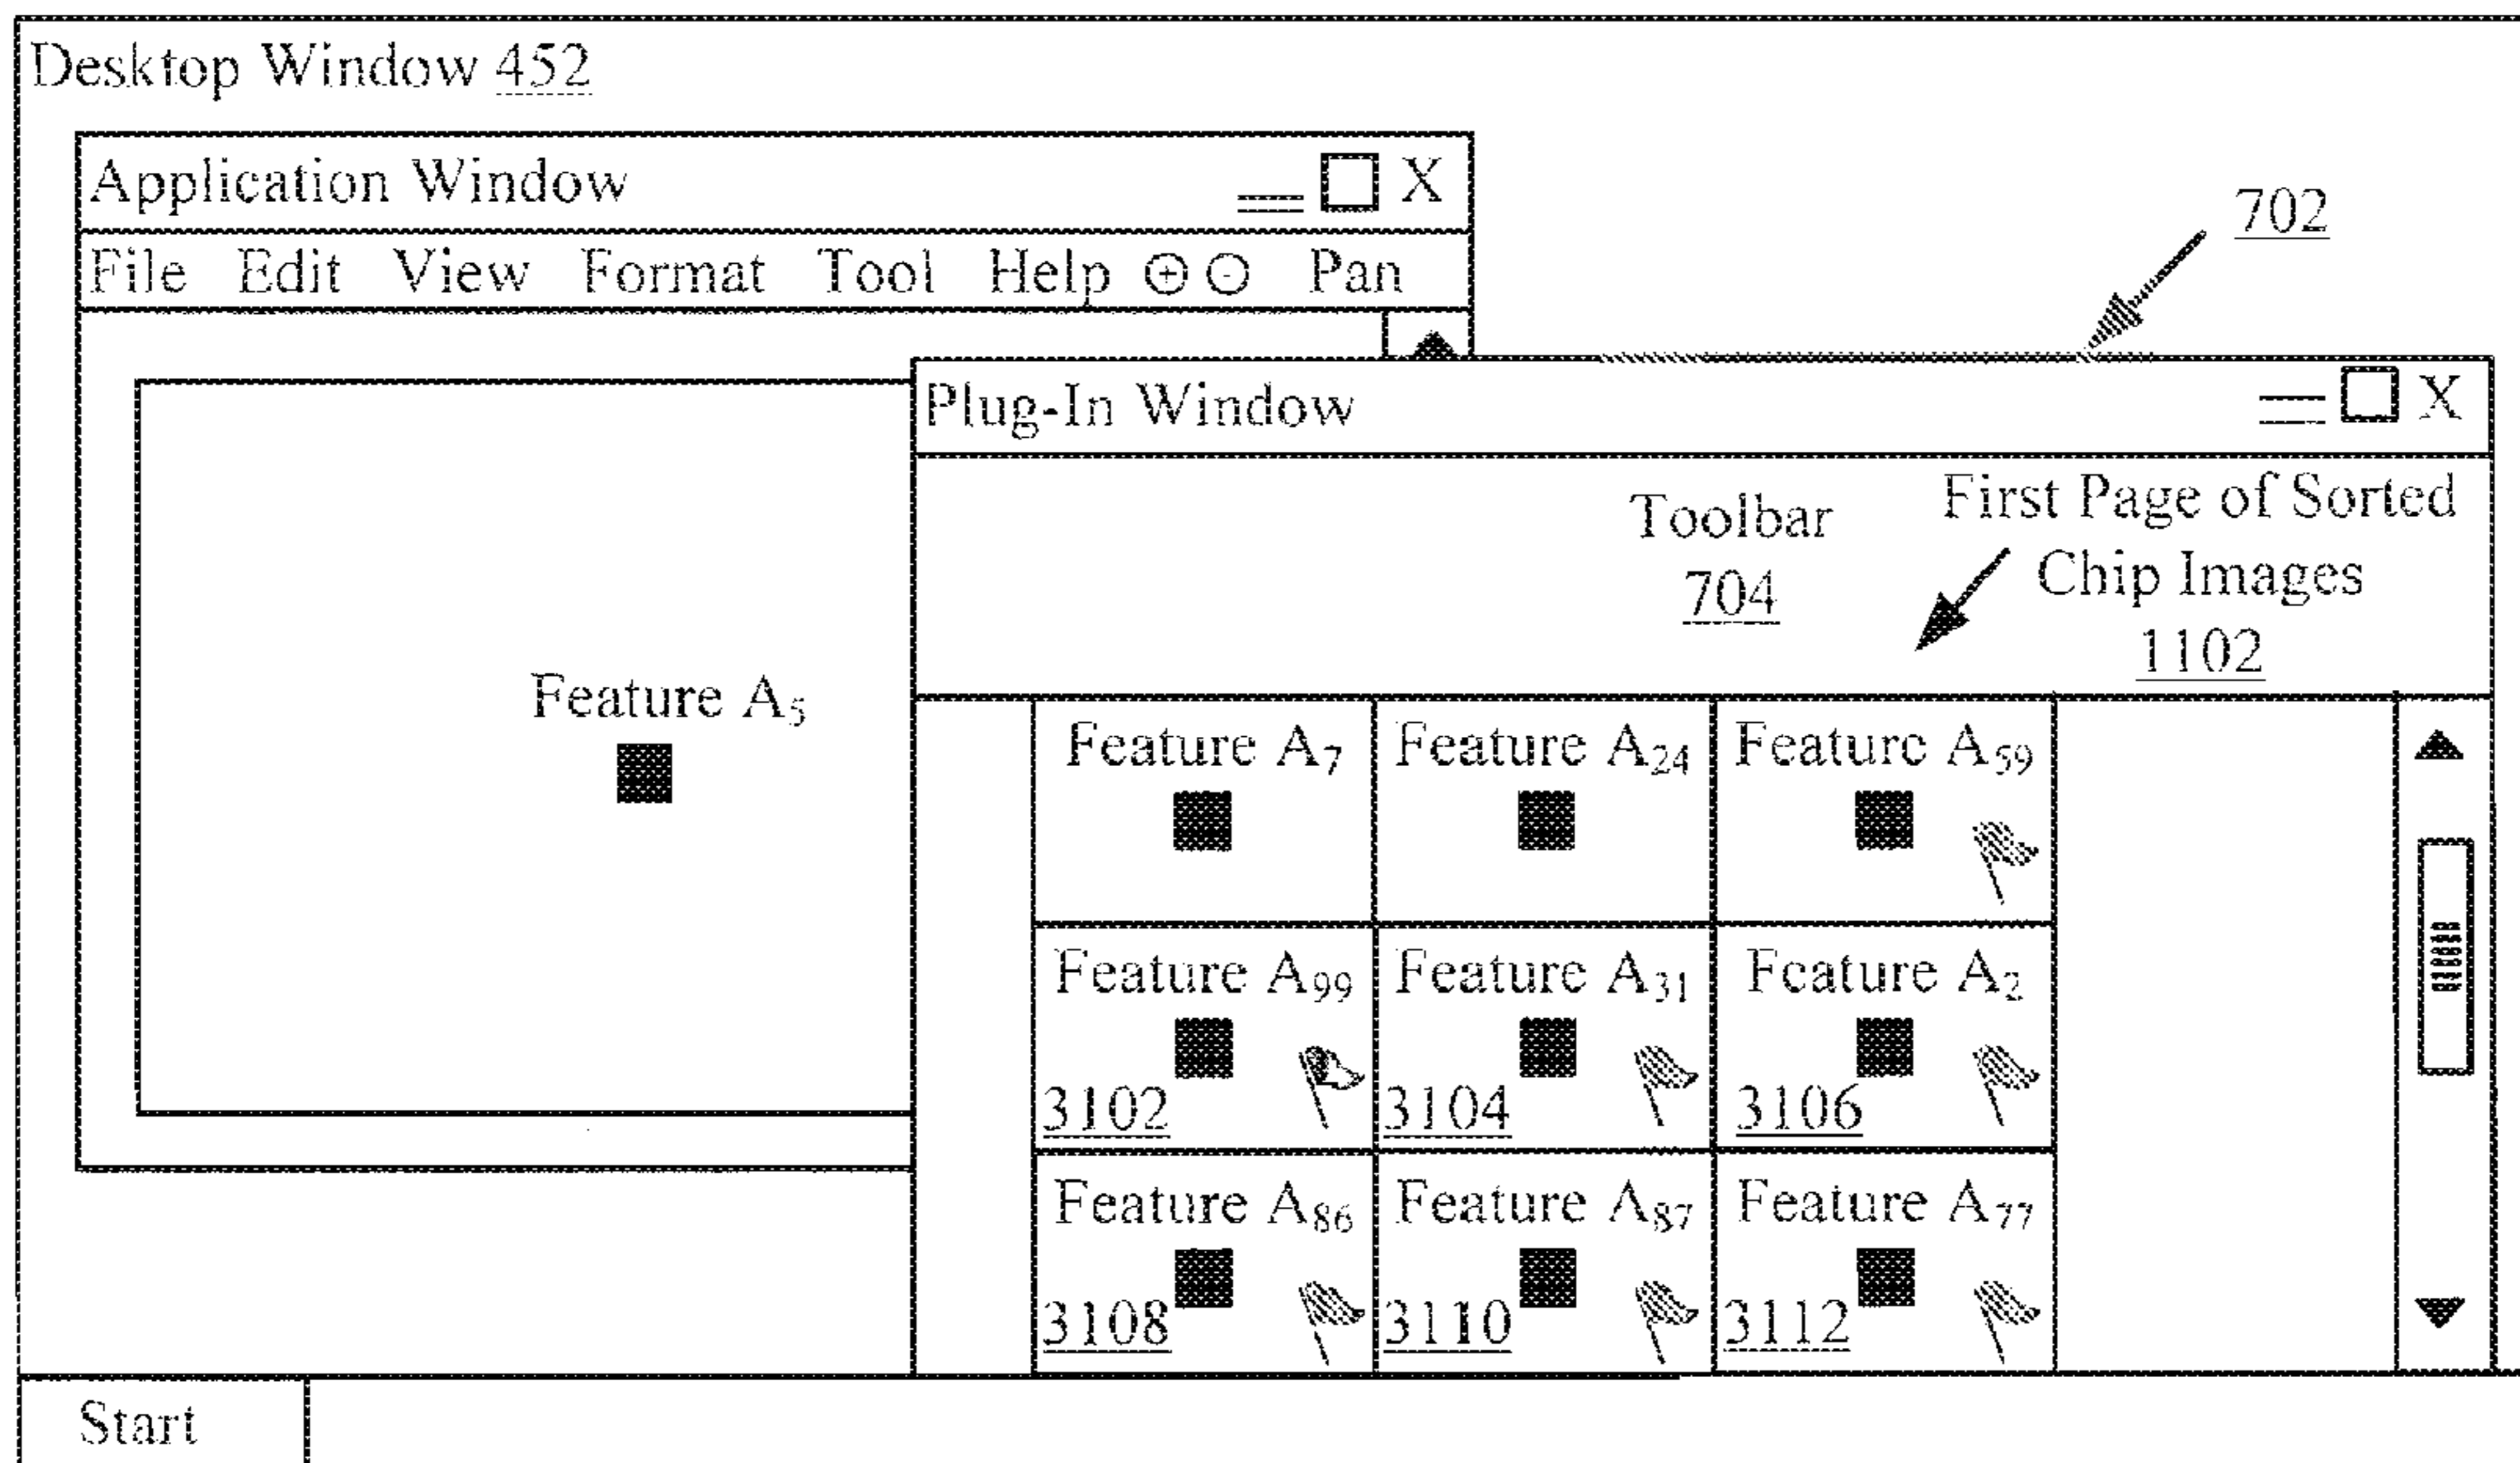 Desktop Window 452
Application Window X
File Edit View Format Tool Help + - Pan
702
Plug-In Window X
Toolbar
704
First Page of Sorted
Chip Images
1102
Feature A5
Feature A7 Feature A24 Feature A59
Feature A99 Feature A31 Feature A2
3102 3104 3106
Feature A86 Feature A87 Feature A77
3108 3110 3112
Start